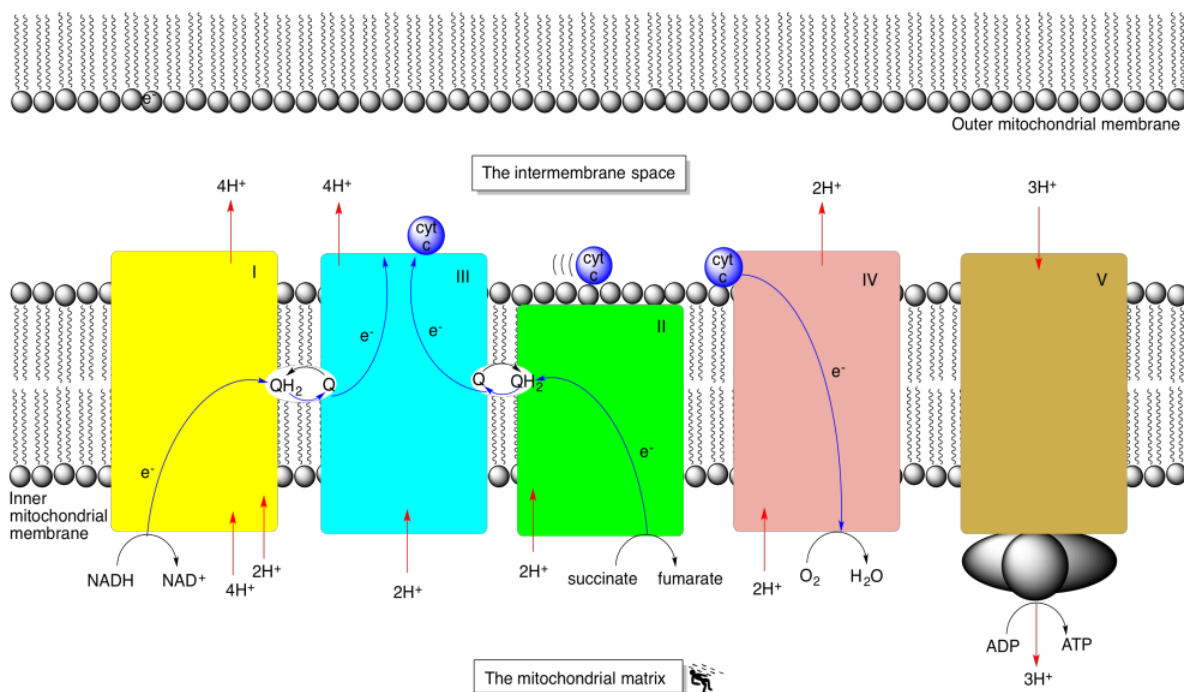 e⁻
Outer mitochondrial membrane
The intermembrane space
4H⁺
4H⁺
2H⁺
3H⁺
cyt
c
cyt
c
cyt
c
I
III
II
IV
V
e⁻
e⁻
e⁻
QH₂
Q
Q
QH₂
e⁻
e⁻
Inner
mitochondrial
membrane
NADH
NAD⁺
4H⁺
2H⁺
2H⁺
2H⁺
succinate
fumarate
2H⁺
O₂
H₂O
ADP
ATP
3H⁺
The mitochondrial matrix